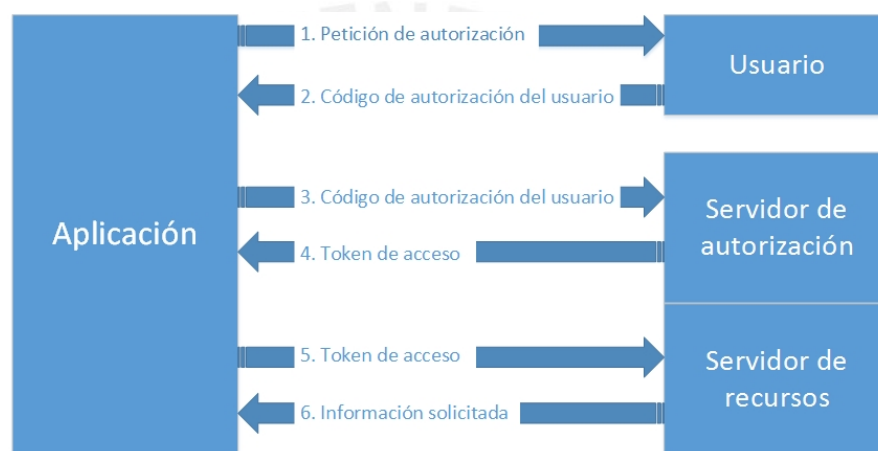 1. Petición de autorización
Usuario
2. Código de autorización del usuario
Aplicación
3. Código de autorización del usuario
Servidor de
autorización
4. Token de acceso
5. Token de acceso
Servidor de
recursos
6. Información solicitada